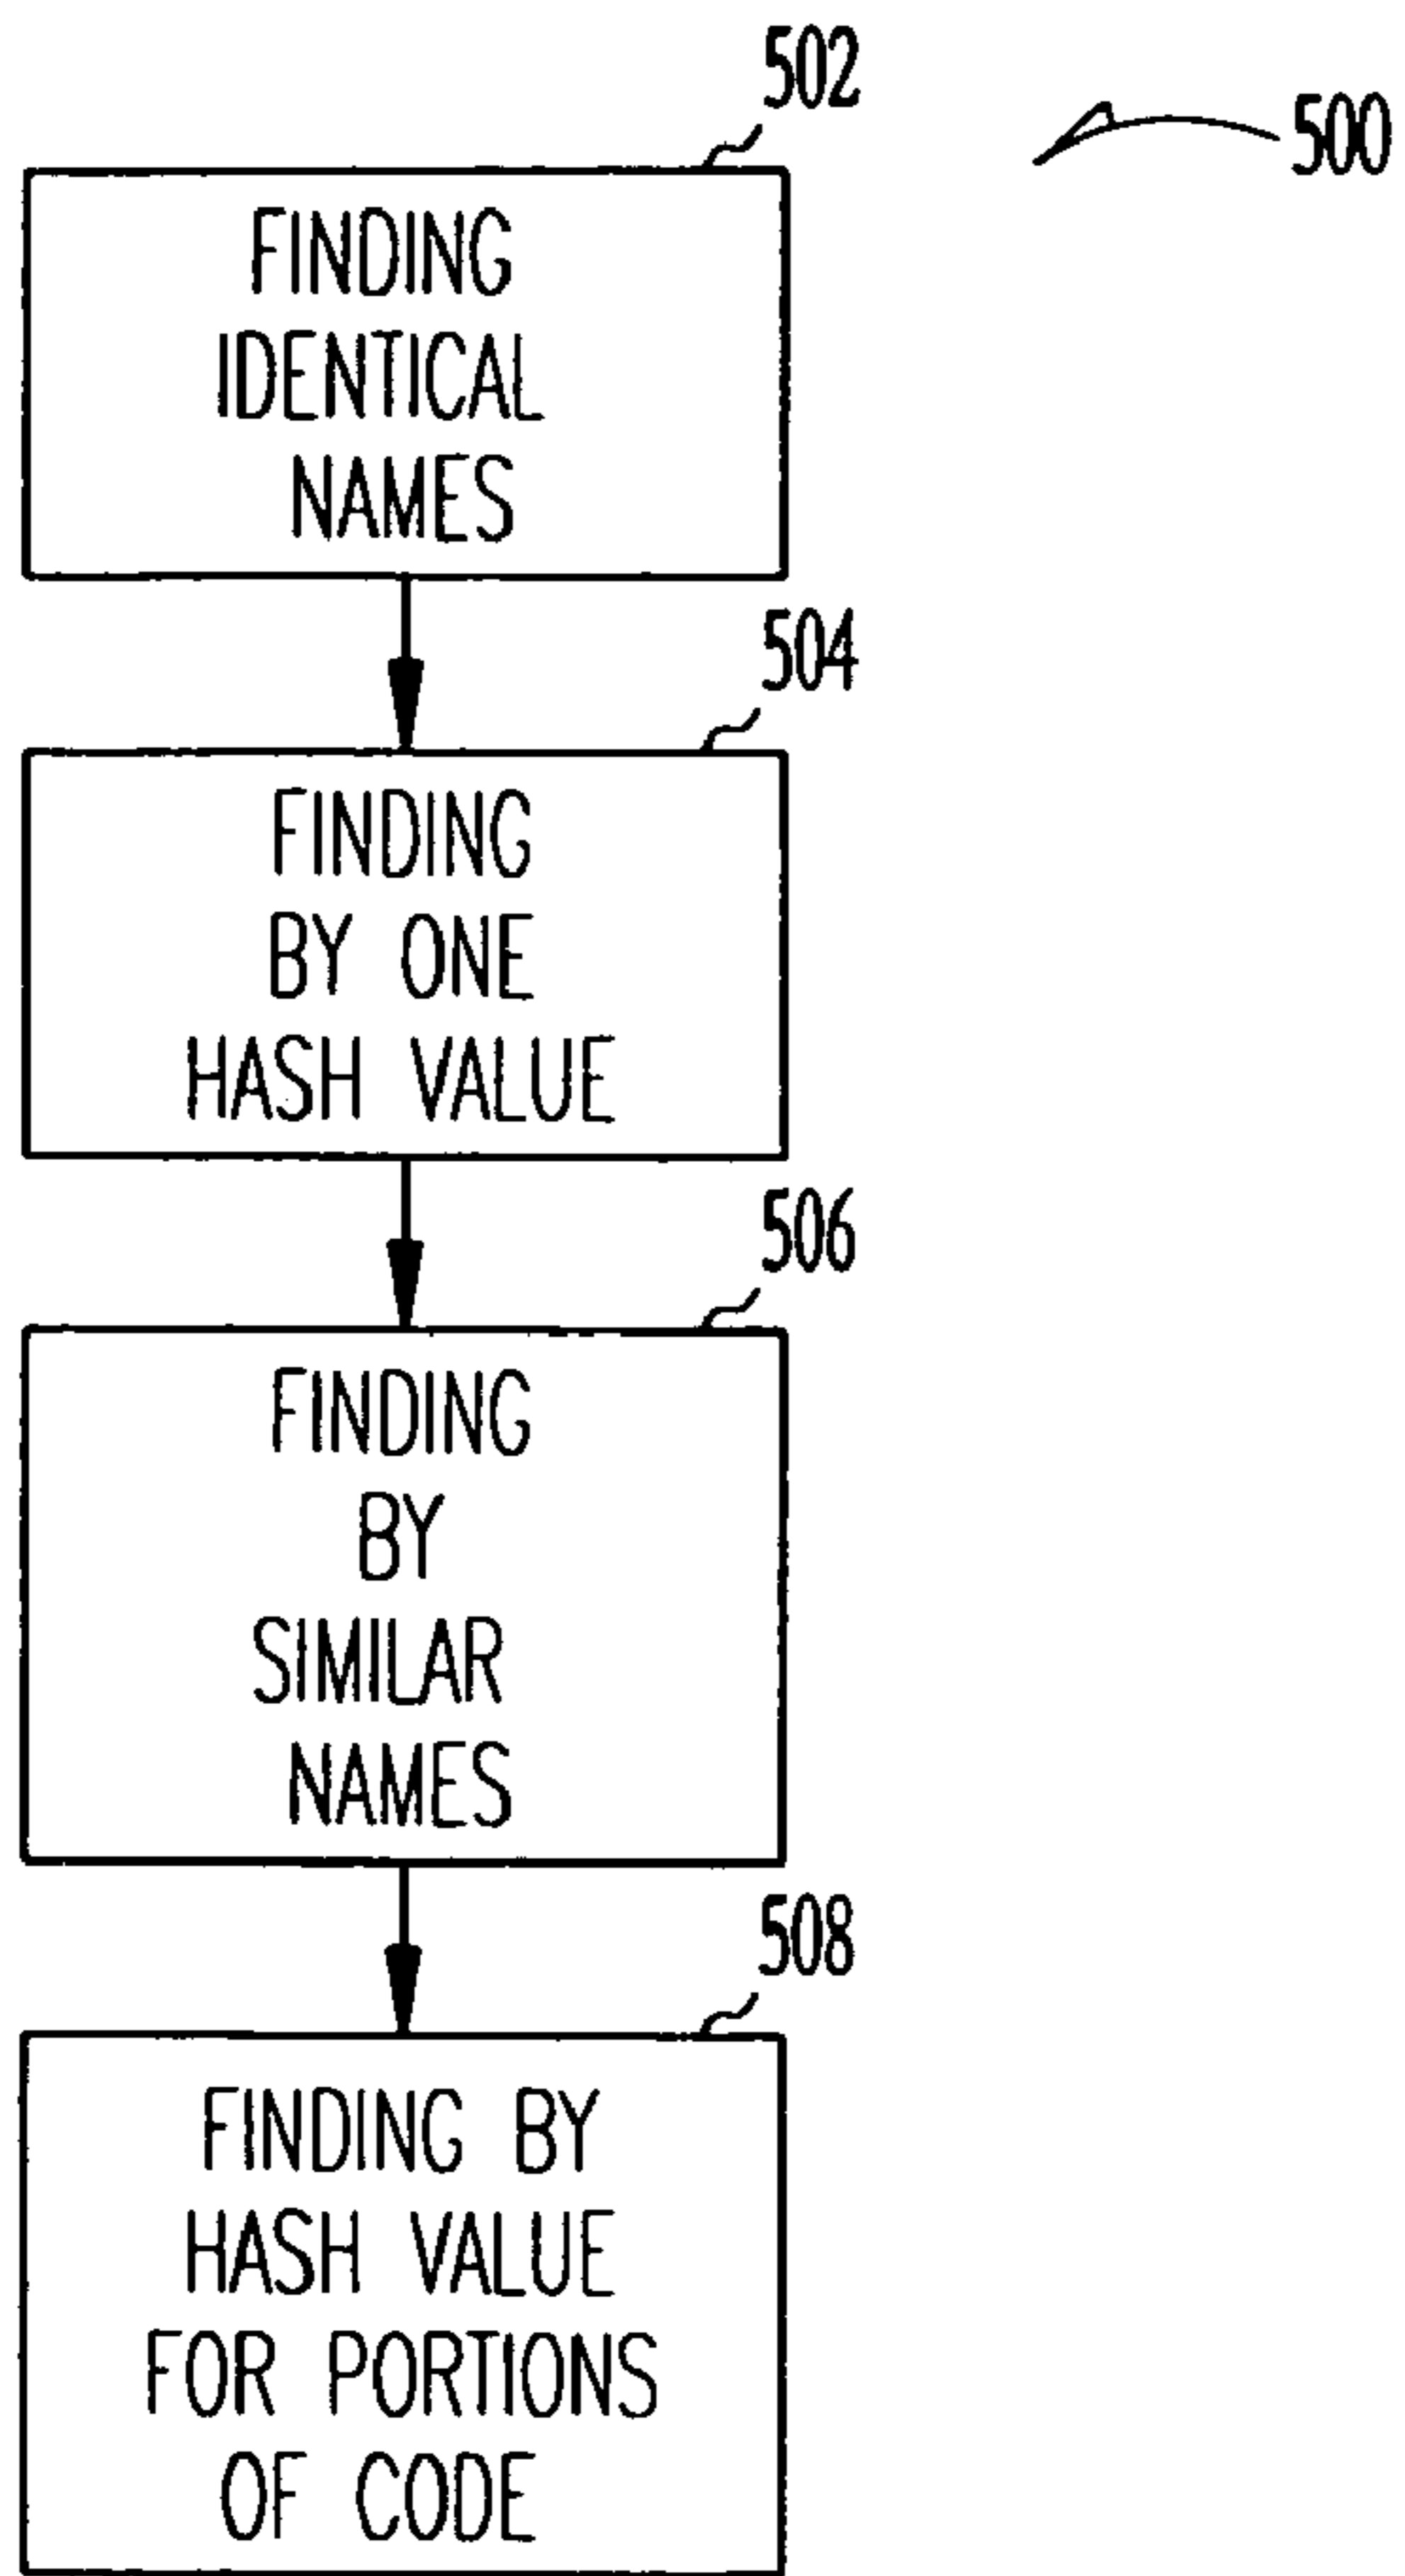 502
500
FINDING
IDENTICAL
NAMES
504
FINDING
BY ONE
HASH VALUE
506
FINDING
BY
SIMILAR
NAMES
508
FINDING BY
HASH VALUE
FOR PORTIONS
OF CODE